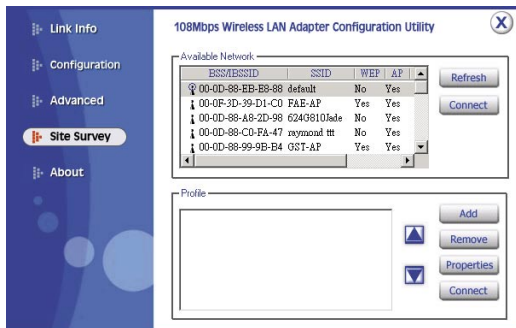 Link Info
Configuration
Advanced
Site Survey
About
108Mbps Wireless LAN Adapter Configuration Utility
X
Available Network
BSS/IBSSID SSID WEP AP
00-0D-88-EB-E8-88 default No Yes
00-0F-3D-39-D1-C0 FAE-AP Yes Yes
00-0D-88-A8-2D-98 624G810Jade No Yes
00-0D-88-C0-FA-47 raymond ttt No Yes
00-0D-88-99-9B-B4 GST-AP Yes Yes
Refresh
Connect
Profile
Add
Remove
Properties
Connect